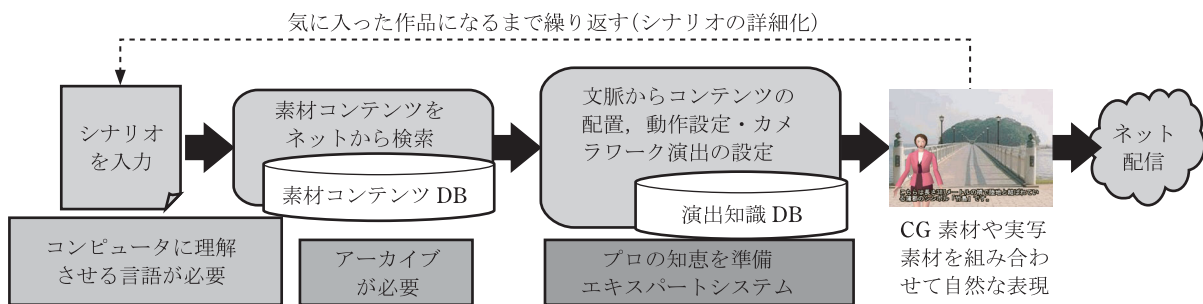 気に入った作品になるまで繰り返す(シナリオの詳細化)
シナリオ
を入力
素材コンテンツを
ネットから検索
素材コンテンツ DB
文脈からコンテンツの
配置,動作設定・カメ
ラワーク演出の設定
演出知識 DB
ネット
配信
コンピュータに理解
させる言語が必要
アーカイブ
が必要
プロの知恵を準備
エキスパートシステム
CG 素材や実写
素材を組み合わ
せて自然な表現